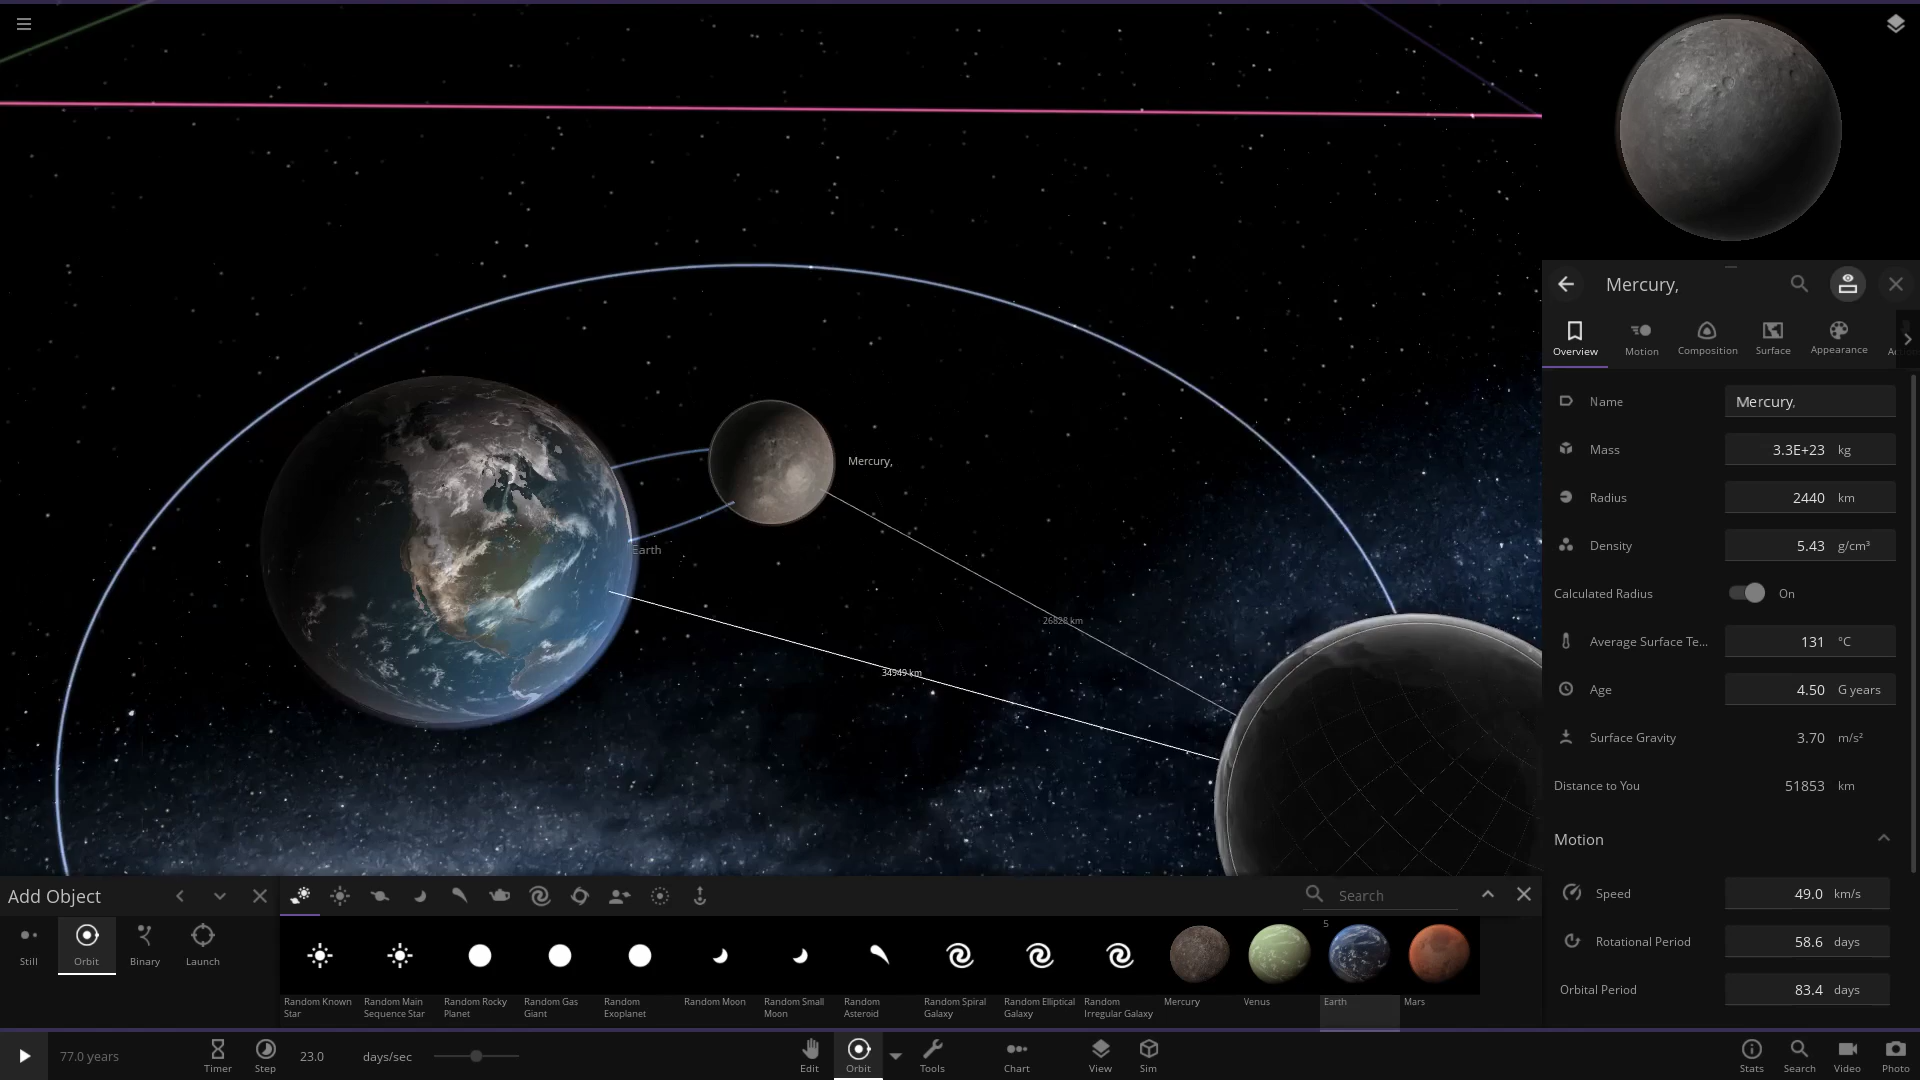 Mercury,
Earth
26828 km
34949 km
Mercury,
Overview
Motion
Composition
Surface
Appearance
Name
Mercury,
Mass
3.3E+23 kg
Radius
2440 km
Density
5.43 g/cm³
Calculated Radius
On
Average Surface Te...
131 °C
Age
4.50 G years
Surface Gravity
3.70 m/s²
Distance to You
51853 km
Motion
Speed
49.0 km/s
Rotational Period
58.6 days
Orbital Period
83.4 days
Add Object
Search
Still
Orbit
Binary
Launch
5
Random Known
Star
Random Main
Sequence Star
Random Rocky
Planet
Random Gas
Giant
Random
Exoplanet
Random Moon
Random Small
Moon
Random
Asteroid
Random Spiral
Galaxy
Random Elliptical
Galaxy
Random
Irregular Galaxy
Mercury
Venus
Earth
Mars
77.0 years
Timer
Step
23.0 days/sec
Edit
Orbit
Tools
Chart
View
Sim
Stats
Search
Video
Photo